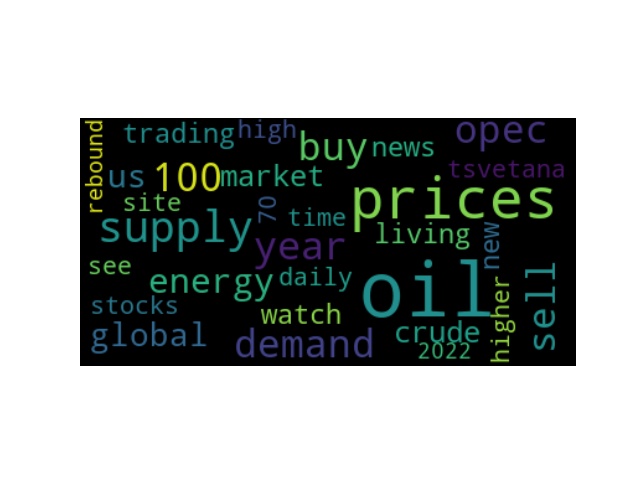 rebound
trading
high
buy
news
opec
us
100
market
tsvetana
site
70
time
prices
supply
year
living
new
see
energy
daily
oil
sell
stocks
watch
higher
global
demand
crude
2022